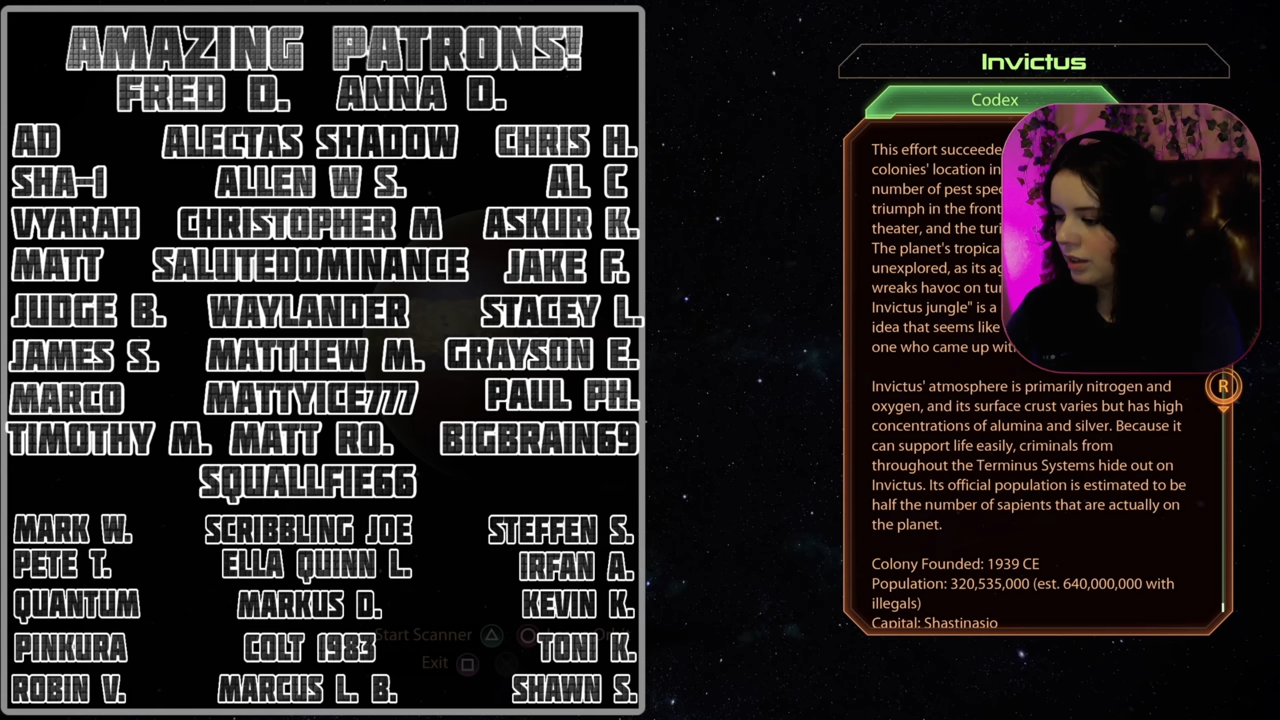 AMAZING PATRONS!
FRED D. ANNA D.
AD ALECTAS SHADOW CHRIS H.
SHA-1 ALLEN W S. AL C
VYARAH CHRISTOPHER M ASKUR K.
MATT SALUTEDOMINANCE JAKE F.
JUDGE B. WAYLANDER STACEY L.
JAMES S. MATTHEW M. GRAYSON E.
MARCO MATTYICE777 PAUL PH.
TIMOTHY M. MATT RD. BIGBRAIN69
SQUALLFIE66
MARK W. SCRIBBLING JOE STEFFEN S.
PETE T. ELLA QUINN L. IRFAN A.
QUANTUM MARKUS D. KEVIN K.
PINKURA COLT 1983 TONI K.
ROBIN V. MARCUS L. B. SHAWN S.
Start Scanner
Exit
Invictus
Codex
This effort succeede
colonies' location in
number of pest spec
triumph in the front
theater, and the turi
The planet's tropica
unexplored, as its ag
wreaks havoc on tur
Invictus jungle" is a
idea that seems like
one who came up wit
R
Invictus' atmosphere is primarily nitrogen and
oxygen, and its surface crust varies but has high
concentrations of alumina and silver. Because it
can support life easily, criminals from
throughout the Terminus Systems hide out on
Invictus. Its official population is estimated to be
half the number of sapients that are actually on
the planet.
Colony Founded: 1939 CE
Population: 320,535,000 (est. 640,000,000 with
illegals)
Capital: Shastinasio